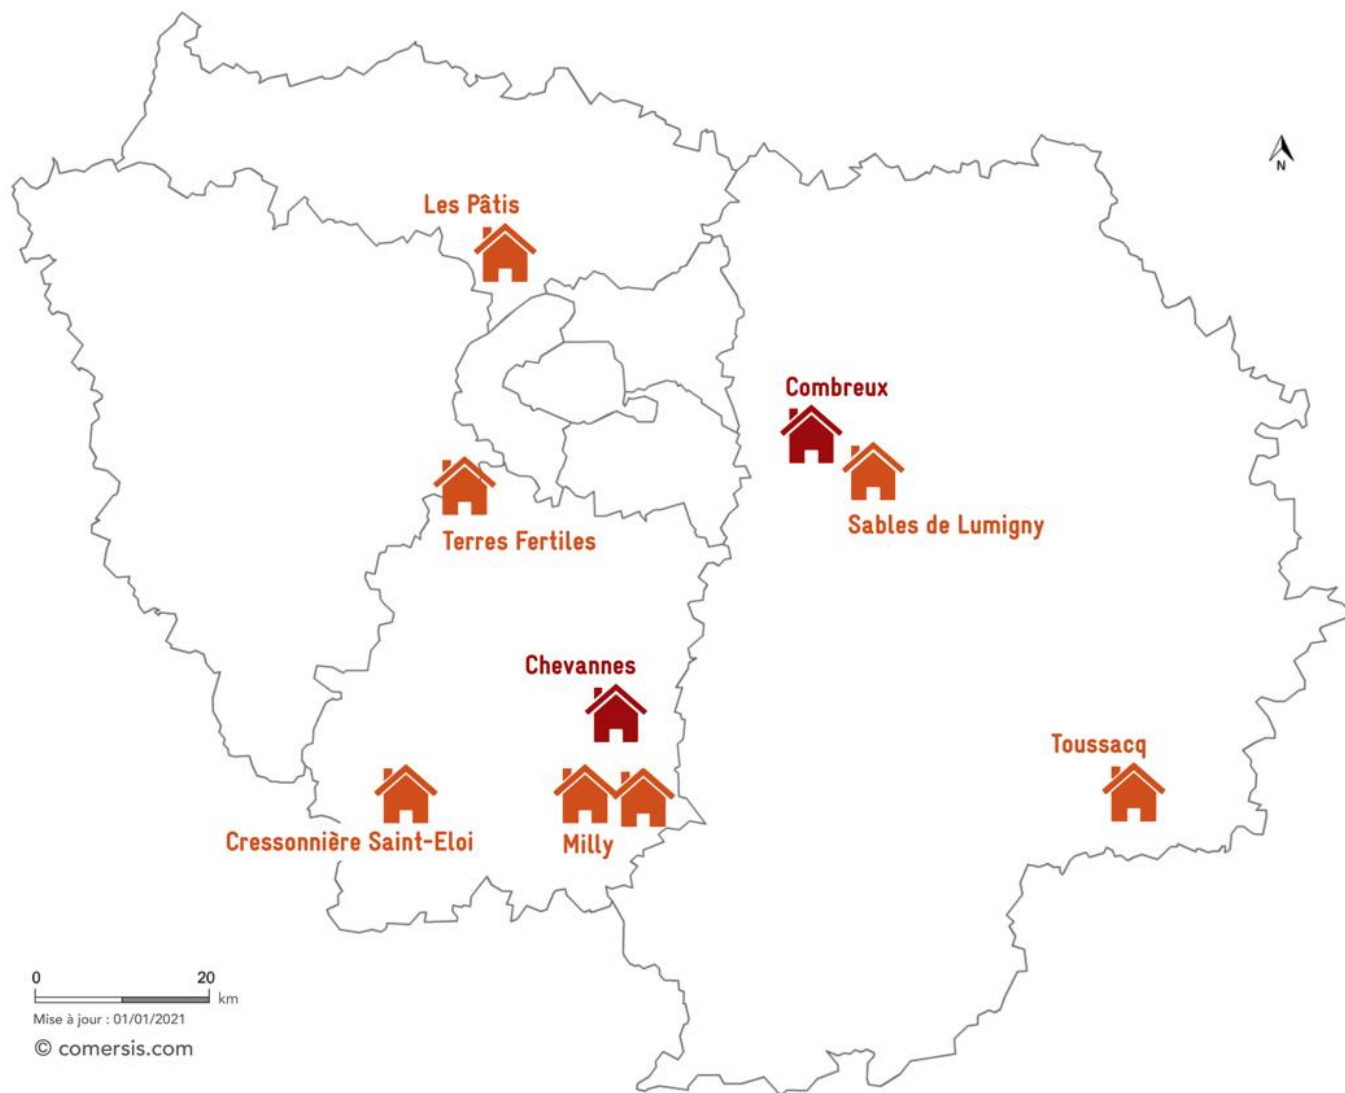 N
Les Pâtis
Combreux
Sables de Lumigny
Terres Fertiles
Chevannes
Toussacq
Cressonnière Saint-Eloi
Milly
0 20
km
Mise à jour : 01/01/2021
© comersis.com